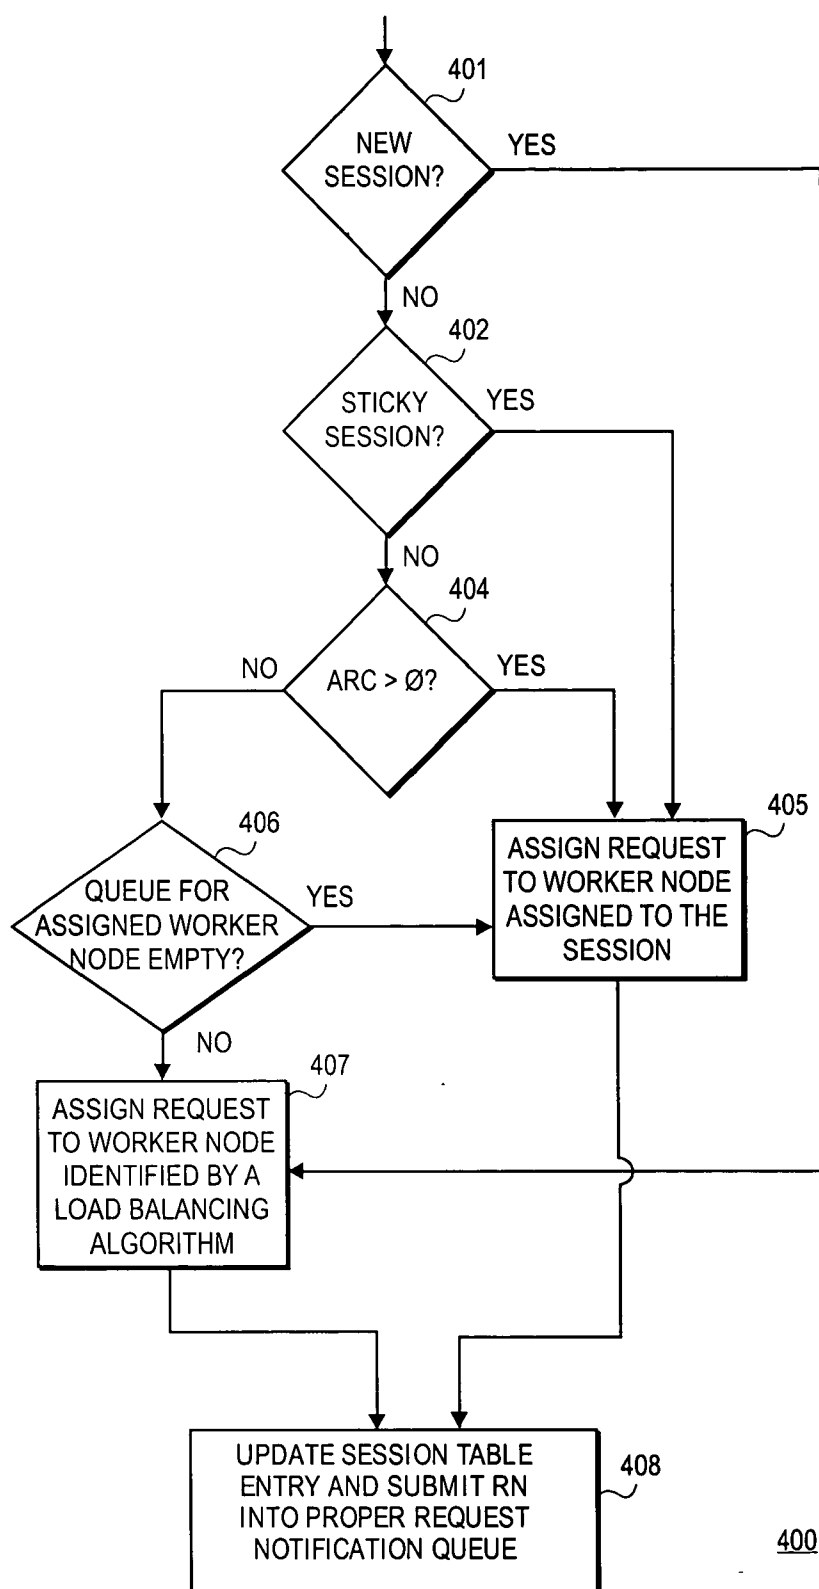 401
NEW
SESSION?
YES
NO
402
STICKY
SESSION?
YES
NO
404
ARC > Ø?
NO
YES
405
ASSIGN REQUEST
TO WORKER NODE
ASSIGNED TO THE
SESSION
406
QUEUE FOR
ASSIGNED WORKER
NODE EMPTY?
YES
NO
407
ASSIGN REQUEST
TO WORKER NODE
IDENTIFIED BY A
LOAD BALANCING
ALGORITHM
UPDATE SESSION TABLE
ENTRY AND SUBMIT RN
INTO PROPER REQUEST
NOTIFICATION QUEUE
408
400